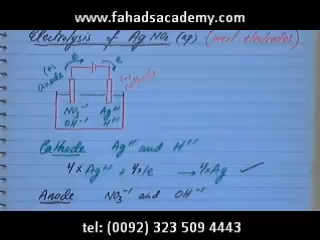 www.fahadsacademy.com
Electrolysis of AgNO3 (aq) (inert electrodes)
e e
(+) anode
(-) cathode
NO3⁻¹ Ag⁺¹
OH⁻¹ H⁺¹
Cathode Ag⁺¹ and H⁺¹
4 x Ag⁺¹ + 4 x 1e → 4 x Ag ✓
Anode NO3⁻¹ and OH⁻¹
tel: (0092) 323 509 4443